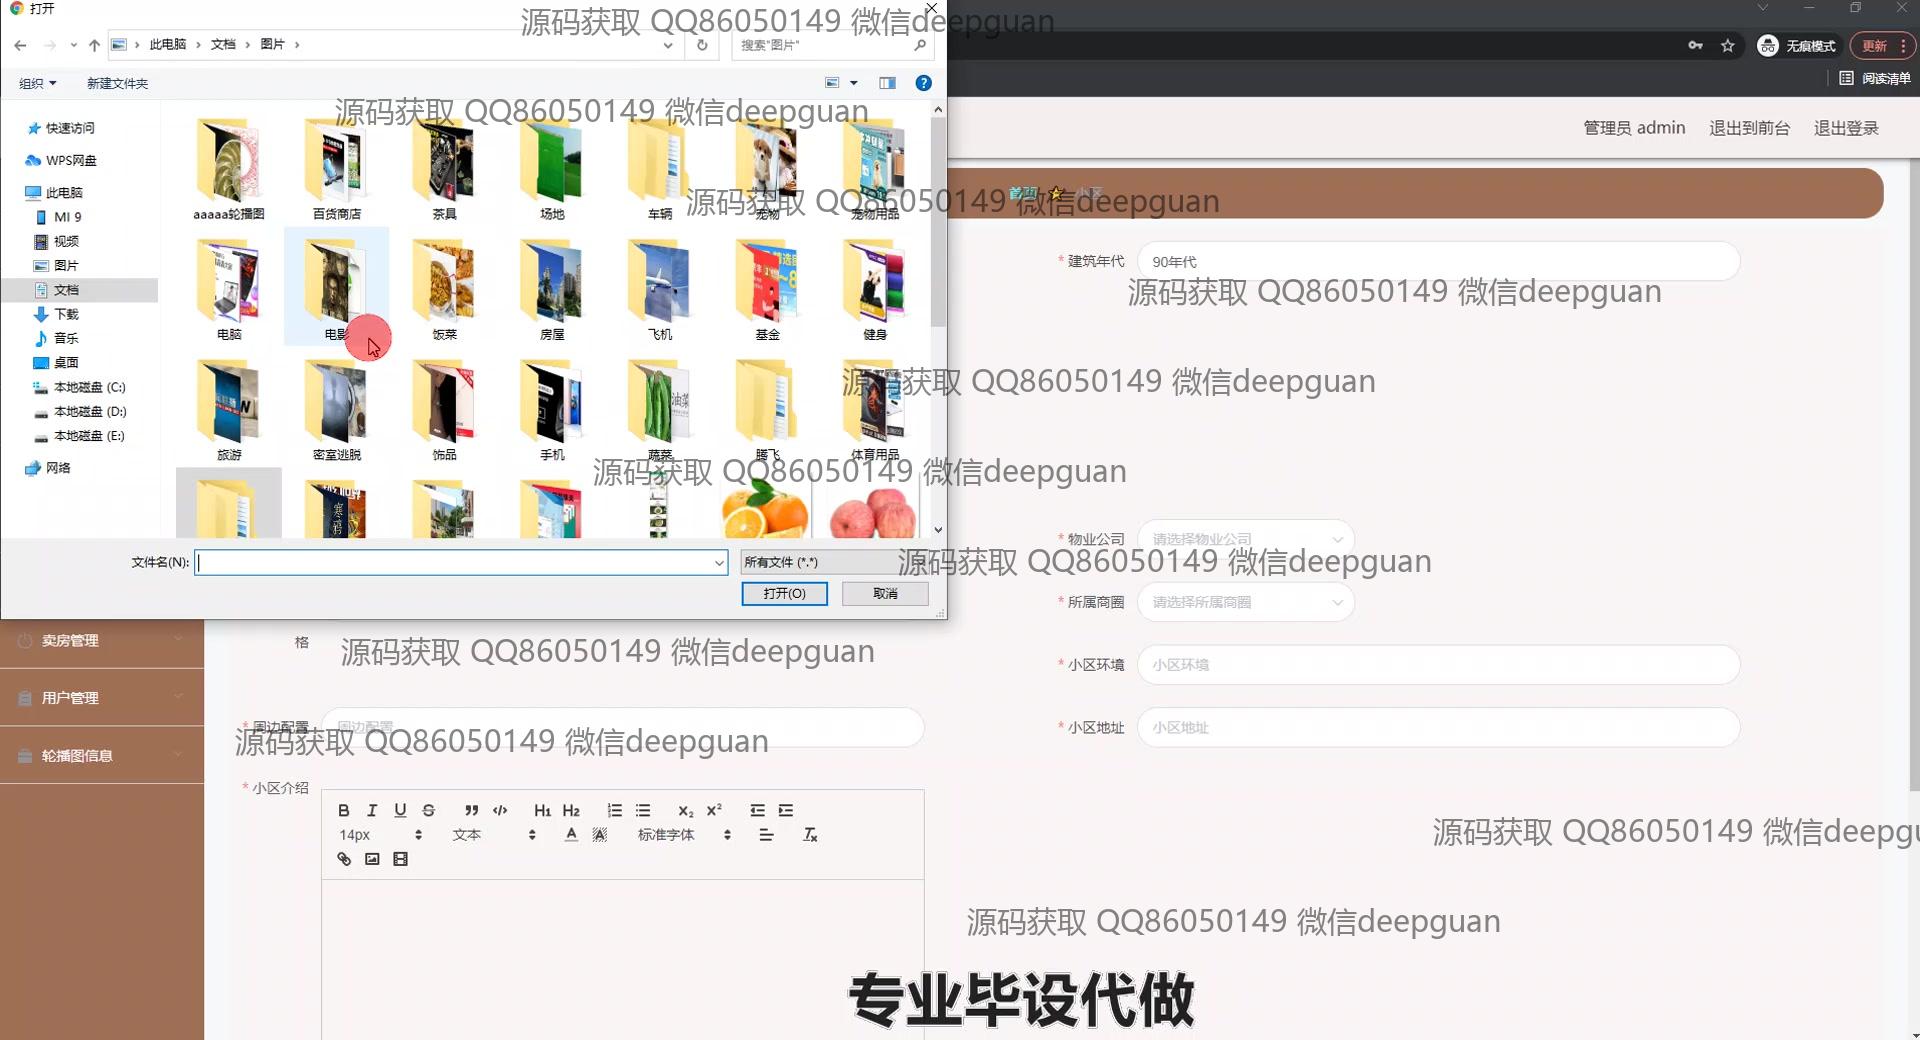 打开
源码获取 QQ86050149 微信deepguan
此电脑 文档 图片
搜索"图片"
无痕模式
更新
组织
新建文件夹
阅读清单
源码获取 QQ86050149 微信deepguan
管理员 admin
退出到前台
退出登录
快速访问
WPS网盘
此电脑
MI 9
视频
图片
文档
下载
音乐
桌面
本地磁盘 (C:)
本地磁盘 (D:)
本地磁盘 (E:)
网络
aaaaa轮播图
百货商店
茶具
场地
车辆
宠物
宠物用品
源码获取 QQ86050149 微信deepguan
首页
小区
电脑
电影
饭菜
房屋
飞机
基金
健身
* 建筑年代
90年代
源码获取 QQ86050149 微信deepguan
源码获取 QQ86050149 微信deepguan
旅游
密室逃脱
饰品
手机
蔬菜
腾飞
体育用品
源码获取 QQ86050149 微信deepguan
* 物业公司
请选择物业公司
文件名(N):
所有文件 (*.*)
源码获取 QQ86050149 微信deepguan
打开(O)
取消
* 所属商圈
请选择所属商圈
卖房管理
格
源码获取 QQ86050149 微信deepguan
* 小区环境
小区环境
用户管理
* 周边配置
周边配置
* 小区地址
小区地址
源码获取 QQ86050149 微信deepguan
轮播图信息
* 小区介绍
B I U S H1 H2 X2 X2
14px
文本
A
标准字体
源码获取 QQ86050149 微信deepgu
源码获取 QQ86050149 微信deepguan
专业毕设代做